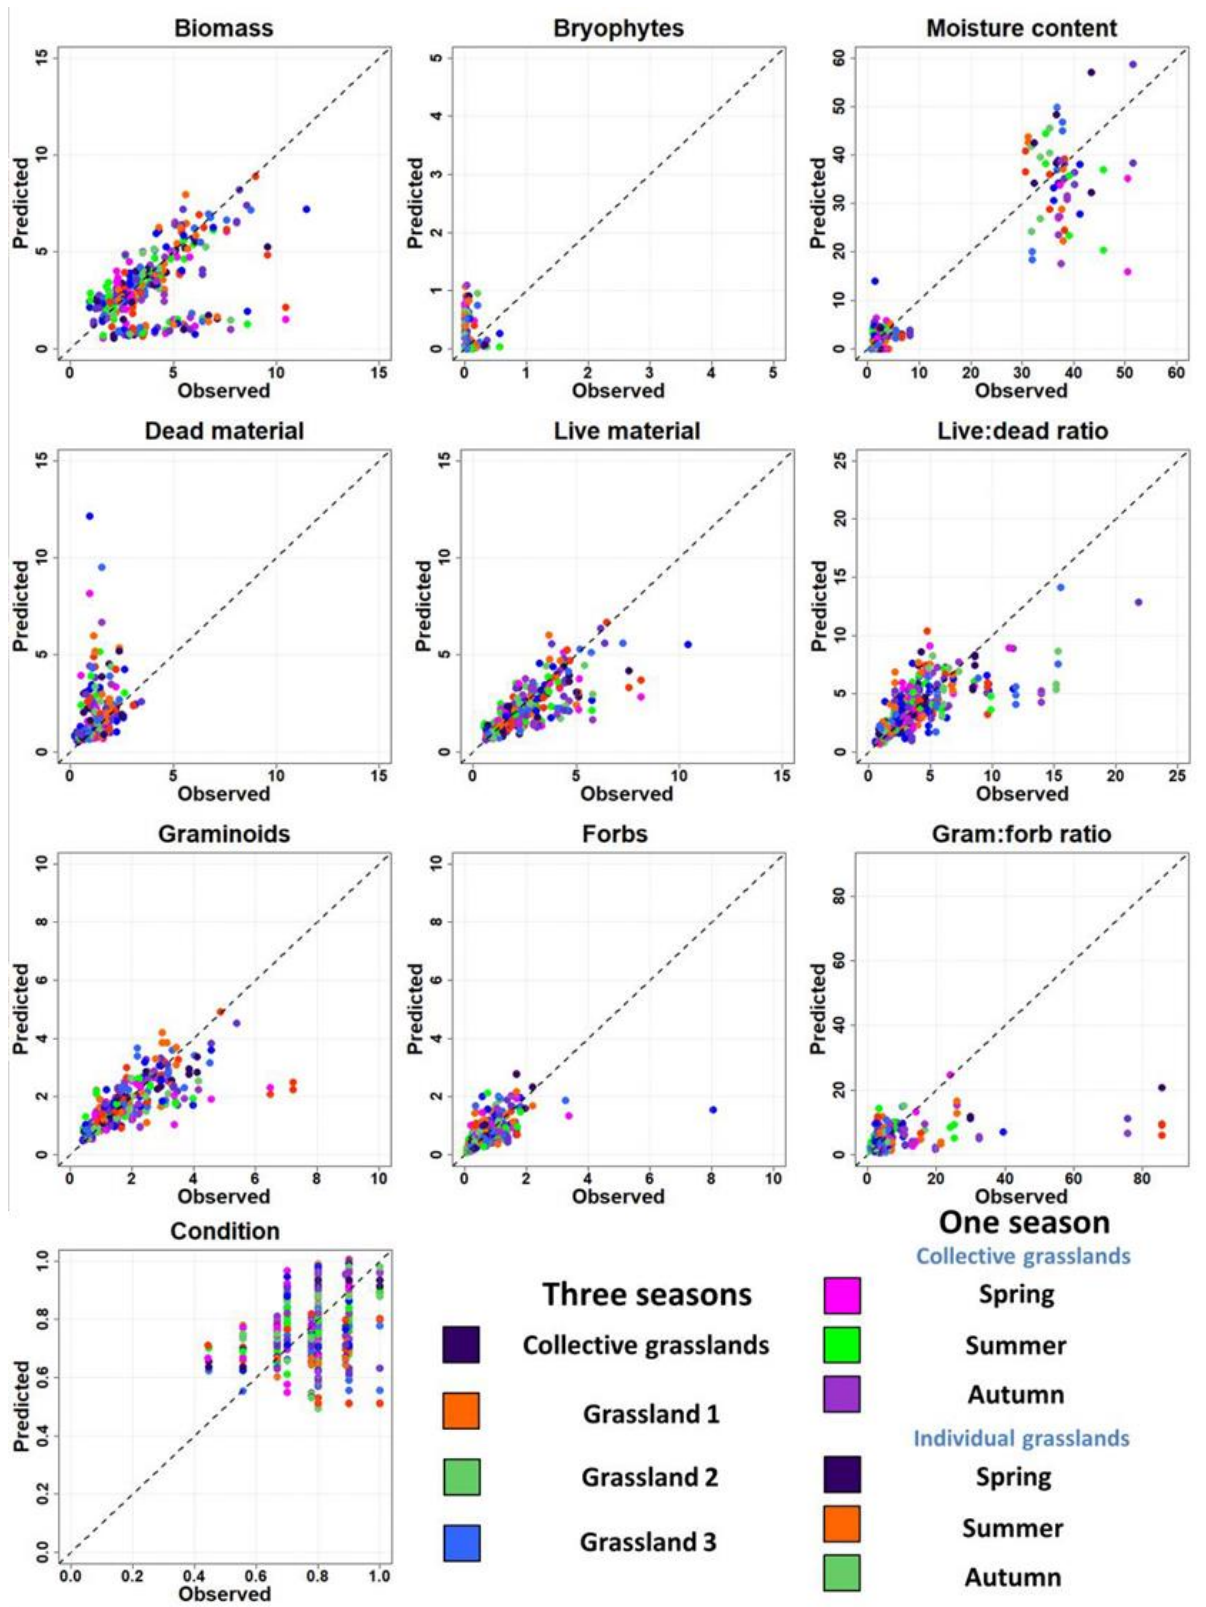 Biomass
Bryophytes
Moisture content
Predicted
15
10
5
0
0 5 10 15
Observed
Predicted
5
4
3
2
1
0
0 1 2 3 4 5
Observed
Predicted
60
50
40
30
20
10
0
0 10 20 30 40 50 60
Observed
Dead material
Live material
Live:dead ratio
Predicted
15
10
5
0
0 5 10 15
Observed
Predicted
15
10
5
0
0 5 10 15
Observed
Predicted
25
20
15
10
5
0
0 5 10 15 20 25
Observed
Graminoids
Forbs
Gram:forb ratio
Predicted
10
8
6
4
2
0
0 2 4 6 8 10
Observed
Predicted
10
8
6
4
2
0
0 2 4 6 8 10
Observed
Predicted
80
60
40
20
0
0 20 40 60 80
Observed
Condition
Predicted
1.0
0.8
0.6
0.4
0.2
0.0
0.0 0.2 0.4 0.6 0.8 1.0
Observed
Three seasons
Collective grasslands
Grassland 1
Grassland 2
Grassland 3
One season
Collective grasslands
Spring
Summer
Autumn
Individual grasslands
Spring
Summer
Autumn